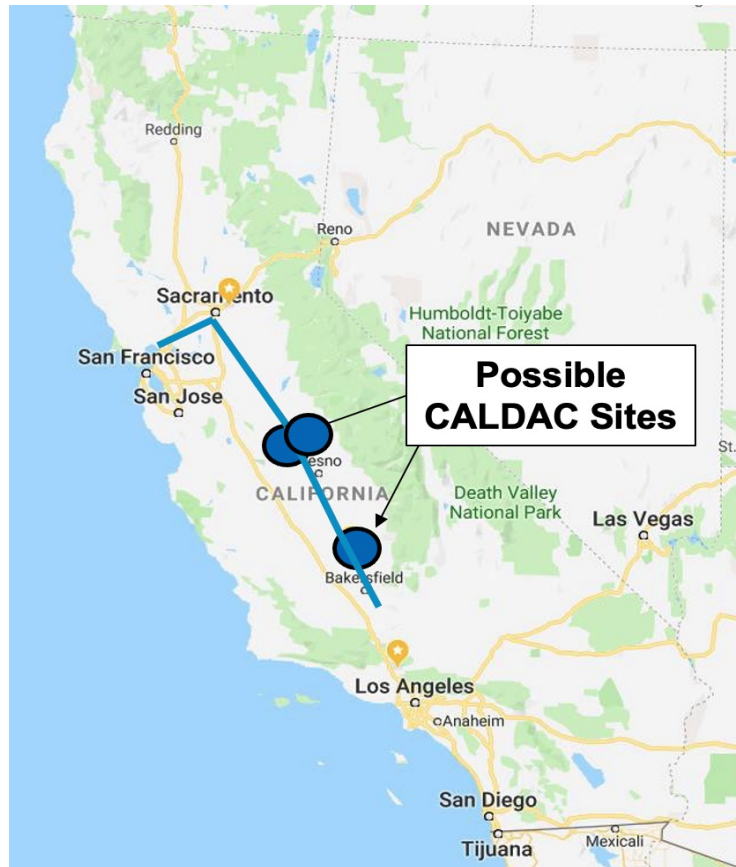 Redding
Reno
NEVADA
Sacramento
Humboldt-Toiyabe
National Forest
San Francisco
San Jose
Possible
CALDAC Sites
St.
CALIFORNIA
Death Valley
National Park
Las Vegas
Bakersfield
Los Angeles
Anaheim
San Diego
Tijuana
Mexicali